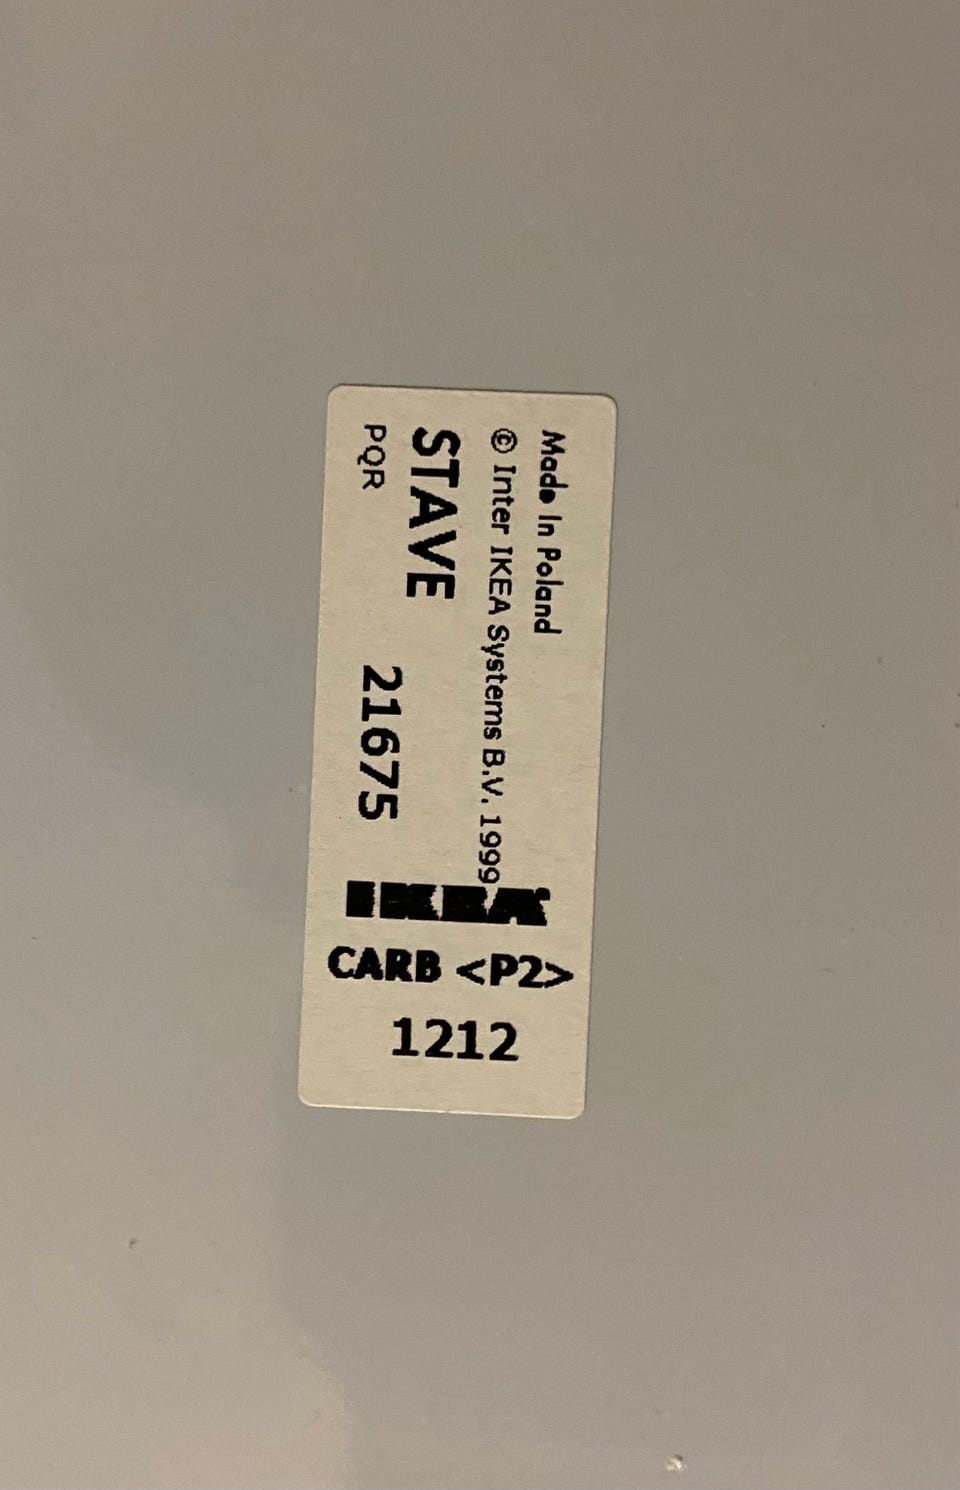 Made In Poland
© Inter IKEA Systems B.V. 1999
STAVE
PQR 21675
IKEA
CARB <P2>
1212